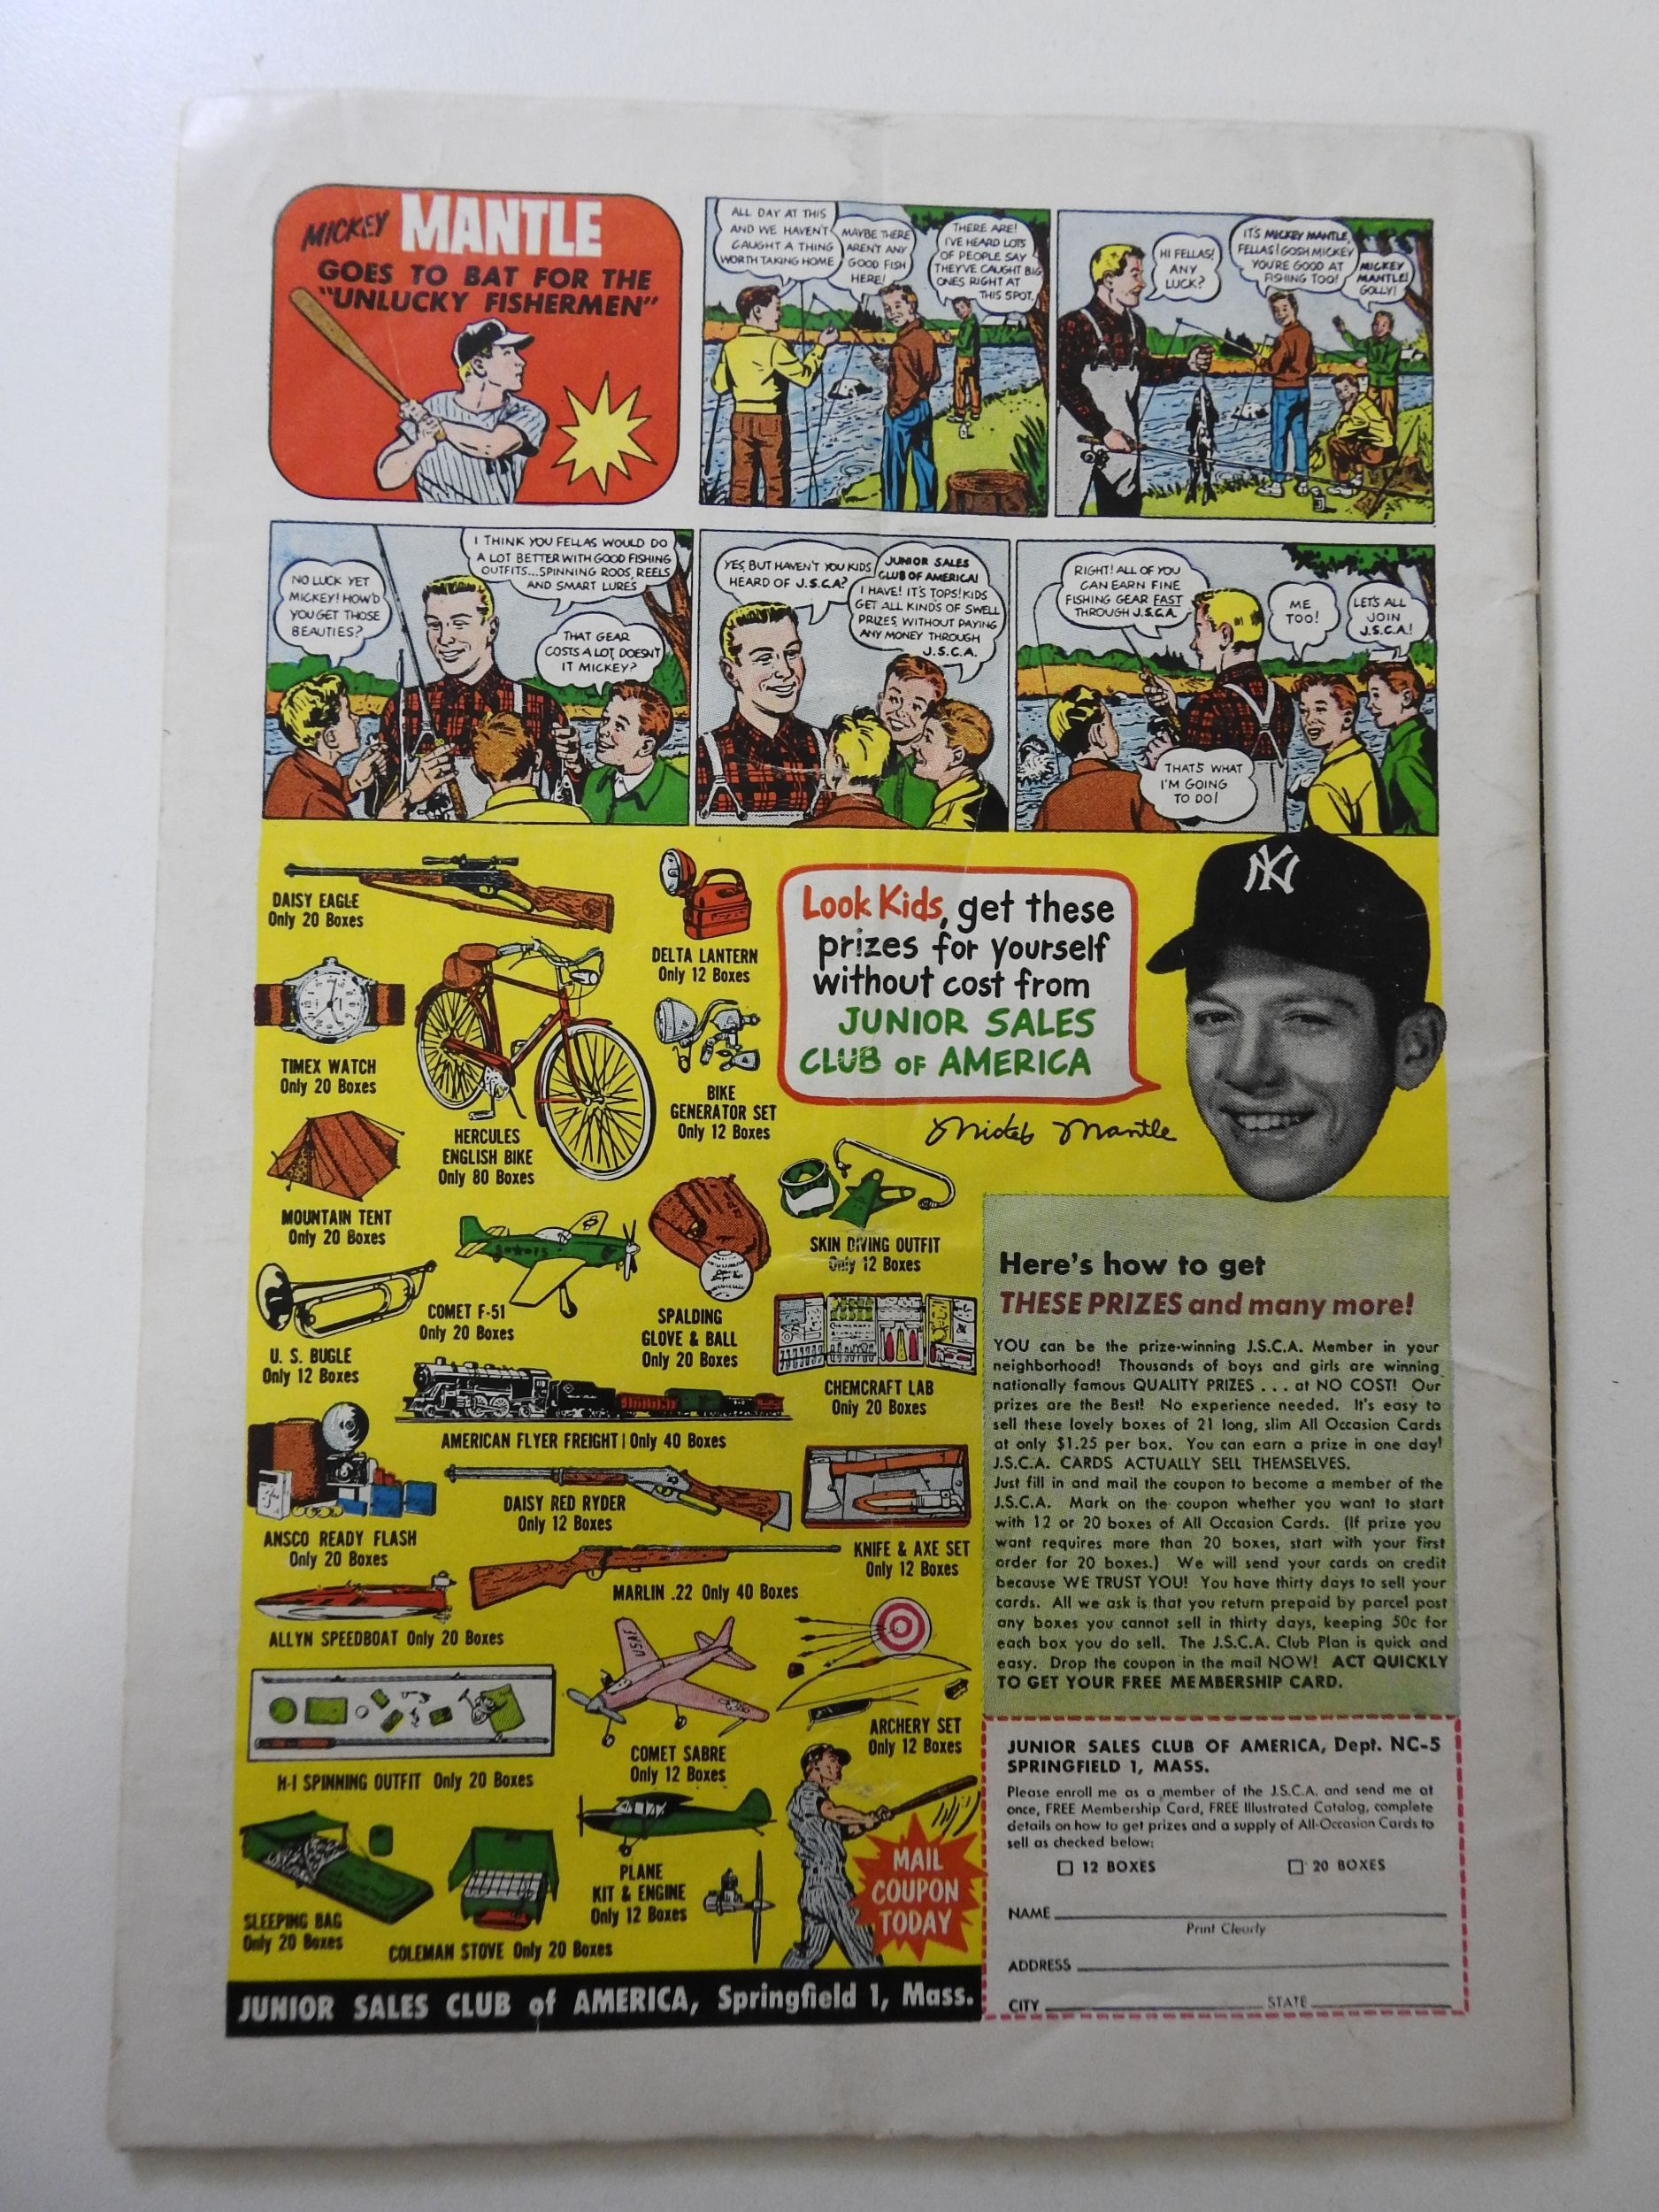 MICKEY MANTLE
GOES TO BAT FOR THE
"UNLUCKY FISHERMEN"
ALL DAY AT THIS
AND WE HAVEN'T
CAUGHT A THING
WORTH TAKING HOME
MAYBE THERE
AREN'T ANY
GOOD FISH
HERE!
THERE ARE!
I'VE HEARD LOTS
OF PEOPLE SAY
THEY'VE CAUGHT BIG
ONES RIGHT AT
THIS SPOT.
HI FELLAS!
ANY
LUCK?
IT'S MICKEY MANTLE,
FELLAS! GOSH MICKEY
YOU'RE GOOD AT
FISHING TOO!
MICKEY
MANTLE!
GOLLY!
NO LUCK YET
MICKEY! HOW'D
YOU GET THOSE
BEAUTIES?
I THINK YOU FELLAS WOULD DO
A LOT BETTER WITH GOOD FISHING
OUTFITS...SPINNING RODS, REELS
AND SMART LURES
THAT GEAR
COSTS A LOT, DOESN'T
IT MICKEY?
YES, BUT HAVEN'T YOU KIDS
HEARD OF J.S.C.A?
JUNIOR SALES
CLUB OF AMERICA!
I HAVE! IT'S TOPS! KIDS
GET ALL KINDS OF SWELL
PRIZES, WITHOUT PAYING
ANY MONEY THROUGH
J.S.C.A.
RIGHT! ALL OF YOU
CAN EARN FINE
FISHING GEAR FAST
THROUGH J.S.C.A.
ME
TOO!
LET'S ALL
JOIN
J.S.C.A!
THAT'S WHAT
I'M GOING
TO DO!
DAISY EAGLE
Only 20 Boxes
DELTA LANTERN
Only 12 Boxes
TIMEX WATCH
Only 20 Boxes
HERCULES
ENGLISH BIKE
Only 80 Boxes
BIKE
GENERATOR SET
Only 12 Boxes
MOUNTAIN TENT
Only 20 Boxes
COMET F-51
Only 20 Boxes
SPALDING
GLOVE & BALL
Only 20 Boxes
SKIN DIVING OUTFIT
Only 12 Boxes
U. S. BUGLE
Only 12 Boxes
CHEMCRAFT LAB
Only 20 Boxes
AMERICAN FLYER FREIGHT Only 40 Boxes
ANSCO READY FLASH
Only 20 Boxes
DAISY RED RYDER
Only 12 Boxes
KNIFE & AXE SET
Only 12 Boxes
MARLIN .22 Only 40 Boxes
ALLYN SPEEDBOAT Only 20 Boxes
USAF
ARCHERY SET
Only 12 Boxes
COMET SABRE
Only 12 Boxes
H-I SPINNING OUTFIT Only 20 Boxes
PLANE
KIT & ENGINE
Only 12 Boxes
SLEEPING BAG
Only 20 Boxes
COLEMAN STOVE Only 20 Boxes
MAIL
COUPON
TODAY
JUNIOR SALES CLUB of AMERICA, Springfield 1, Mass.
Look Kids, get these
prizes for yourself
without cost from
JUNIOR SALES
CLUB OF AMERICA
Mickey Mantle
NY
Here's how to get
THESE PRIZES and many more!
YOU can be the prize-winning J.S.C.A. Member in your
neighborhood! Thousands of boys and girls are winning
nationally famous QUALITY PRIZES . . . at NO COST! Our
prizes are the Best! No experience needed. It's easy to
sell these lovely boxes of 21 long, slim All Occasion Cards
at only $1.25 per box. You can earn a prize in one day!
J.S.C.A. CARDS ACTUALLY SELL THEMSELVES.
Just fill in and mail the coupon to become a member of the
J.S.C.A. Mark on the coupon whether you want to start
with 12 or 20 boxes of All Occasion Cards. (If prize you
want requires more than 20 boxes, start with your first
order for 20 boxes.) We will send your cards on credit
because WE TRUST YOU! You have thirty days to sell your
cards. All we ask is that you return prepaid by parcel post
any boxes you cannot sell in thirty days, keeping 50c for
each box you do sell. The J.S.C.A. Club Plan is quick and
easy. Drop the coupon in the mail NOW! ACT QUICKLY
TO GET YOUR FREE MEMBERSHIP CARD.
JUNIOR SALES CLUB OF AMERICA, Dept. NC-5
SPRINGFIELD 1, MASS.
Please enroll me as a member of the J.S.C.A. and send me at
once, FREE Membership Card, FREE Illustrated Catalog, complete
details on how to get prizes and a supply of All-Occasion Cards to
sell as checked below:
12 BOXES 20 BOXES
NAME
Print Clearly
ADDRESS
CITY STATE